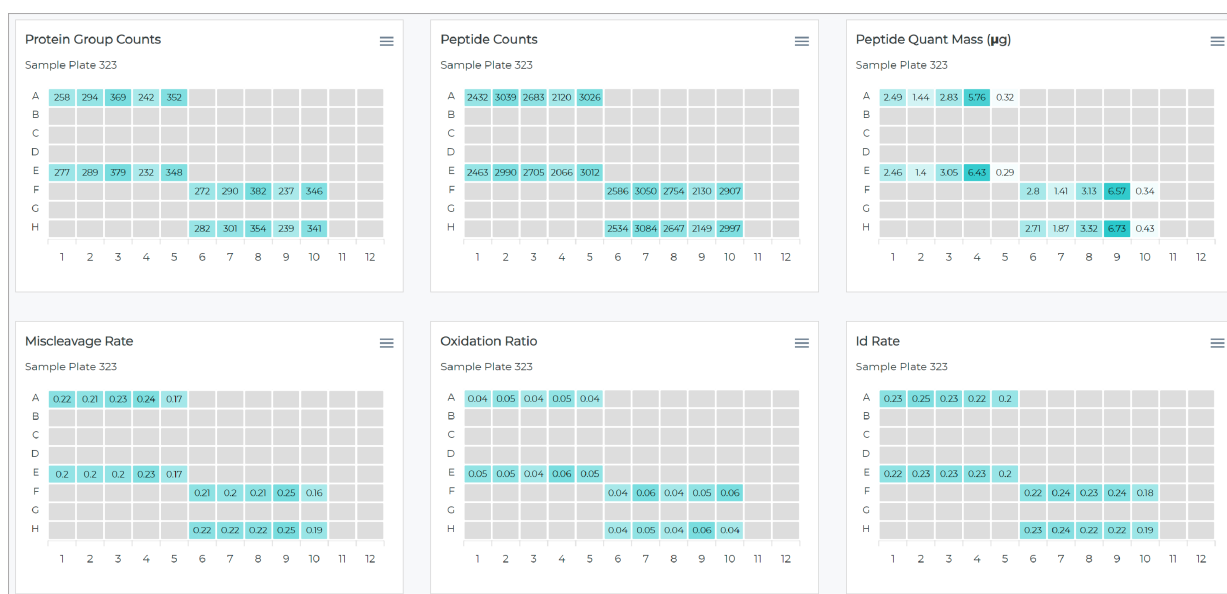 Protein Group Counts
Sample Plate 323
A 258 294 369 242 352
B
C
D
E 277 289 379 232 348
F 272 290 382 237 346
G
H 282 301 354 239 341
1 2 3 4 5 6 7 8 9 10 11 12
Peptide Counts
Sample Plate 323
A 2432 3039 2683 2120 3026
B
C
D
E 2463 2990 2705 2066 3012
F 2586 3050 2754 2130 2907
G
H 2534 3084 2647 2149 2997
1 2 3 4 5 6 7 8 9 10 11 12
Peptide Quant Mass (µg)
Sample Plate 323
A 2.49 1.44 2.83 5.76 0.32
B
C
D
E 2.46 1.4 3.05 6.43 0.29
F 2.8 1.41 3.13 6.57 0.34
G
H 2.71 1.87 3.32 6.73 0.43
1 2 3 4 5 6 7 8 9 10 11 12
Miscleavage Rate
Sample Plate 323
A 0.22 0.21 0.23 0.24 0.17
B
C
D
E 0.2 0.2 0.2 0.23 0.17
F 0.21 0.2 0.21 0.25 0.16
G
H 0.22 0.22 0.22 0.25 0.19
1 2 3 4 5 6 7 8 9 10 11 12
Oxidation Ratio
Sample Plate 323
A 0.04 0.05 0.04 0.05 0.04
B
C
D
E 0.05 0.05 0.04 0.06 0.05
F 0.04 0.06 0.04 0.05 0.06
G
H 0.04 0.05 0.04 0.06 0.04
1 2 3 4 5 6 7 8 9 10 11 12
Id Rate
Sample Plate 323
A 0.23 0.25 0.23 0.22 0.2
B
C
D
E 0.22 0.23 0.23 0.23 0.2
F 0.22 0.24 0.23 0.24 0.18
G
H 0.23 0.24 0.22 0.22 0.19
1 2 3 4 5 6 7 8 9 10 11 12